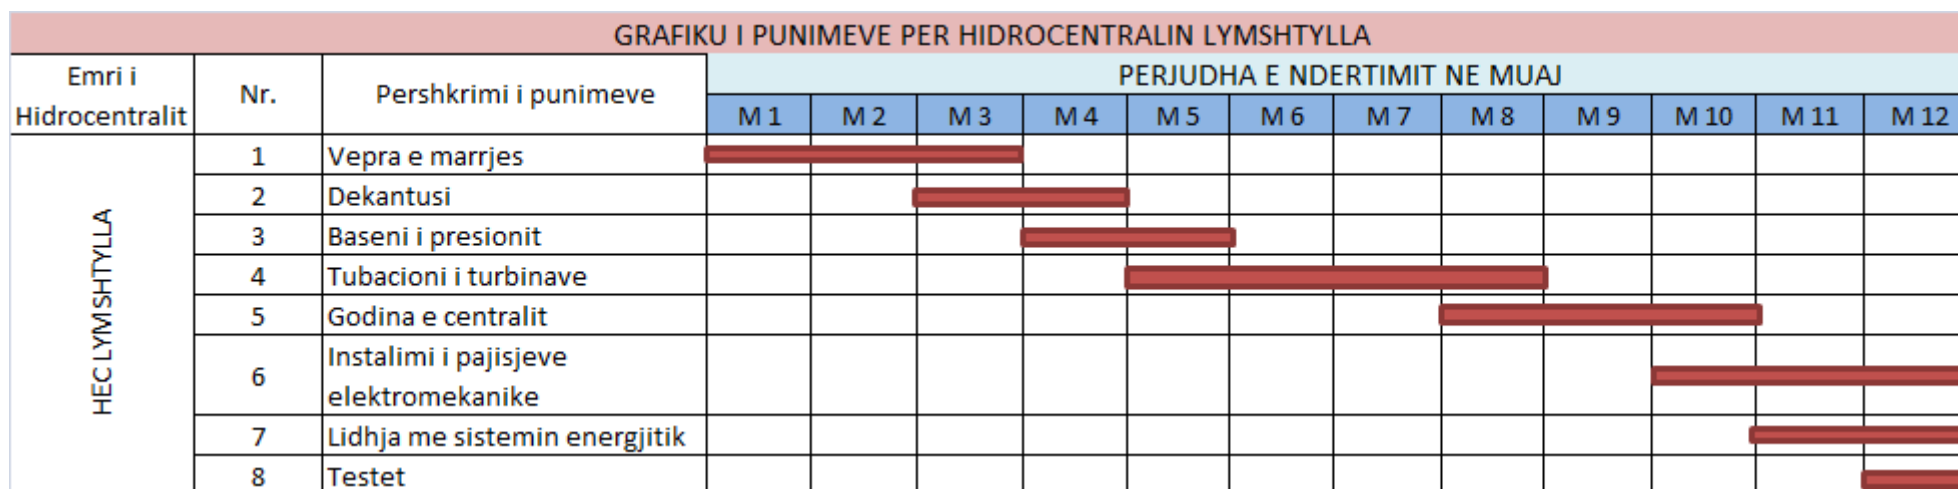 GRAFIKU I PUNIMEVE PER HIDROCENTRALIN LYMSHTYLLA
Emri i
Hidrocentralit
Nr.
Pershkrimi i punimeve
PERJUDHA E NDERTIMIT NE MUAJ
M 1 M 2 M 3 M 4 M 5 M 6 M 7 M 8 M 9 M 10 M 11 M 12
HEC LYMSHTYLLA
1 Vepra e marrjes
2 Dekantusi
3 Baseni i presionit
4 Tubacioni i turbinave
5 Godina e centralit
6 Instalimi i pajisjeve
elektromekanike
7 Lidhja me sistemin energjitik
8 Testet